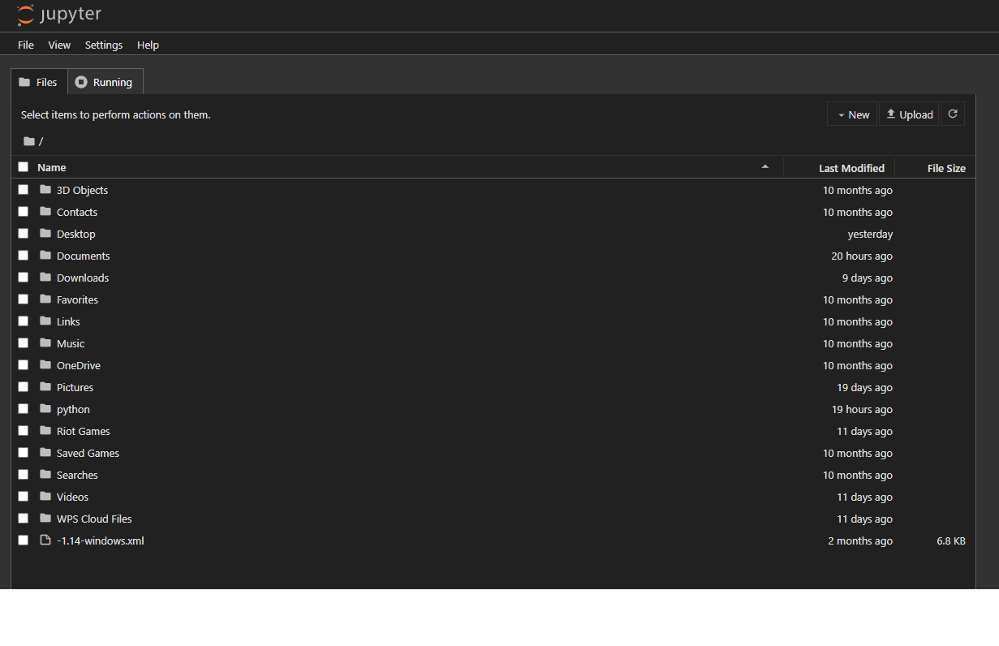 jupyter
File View Settings Help
Files Running
Select items to perform actions on them.
New Upload
/
Name Last Modified File Size
3D Objects 10 months ago
Contacts 10 months ago
Desktop yesterday
Documents 20 hours ago
Downloads 9 days ago
Favorites 10 months ago
Links 10 months ago
Music 10 months ago
OneDrive 10 months ago
Pictures 19 days ago
python 19 hours ago
Riot Games 11 days ago
Saved Games 10 months ago
Searches 10 months ago
Videos 11 days ago
WPS Cloud Files 11 days ago
-1.14-windows.xml 2 months ago 6.8 KB